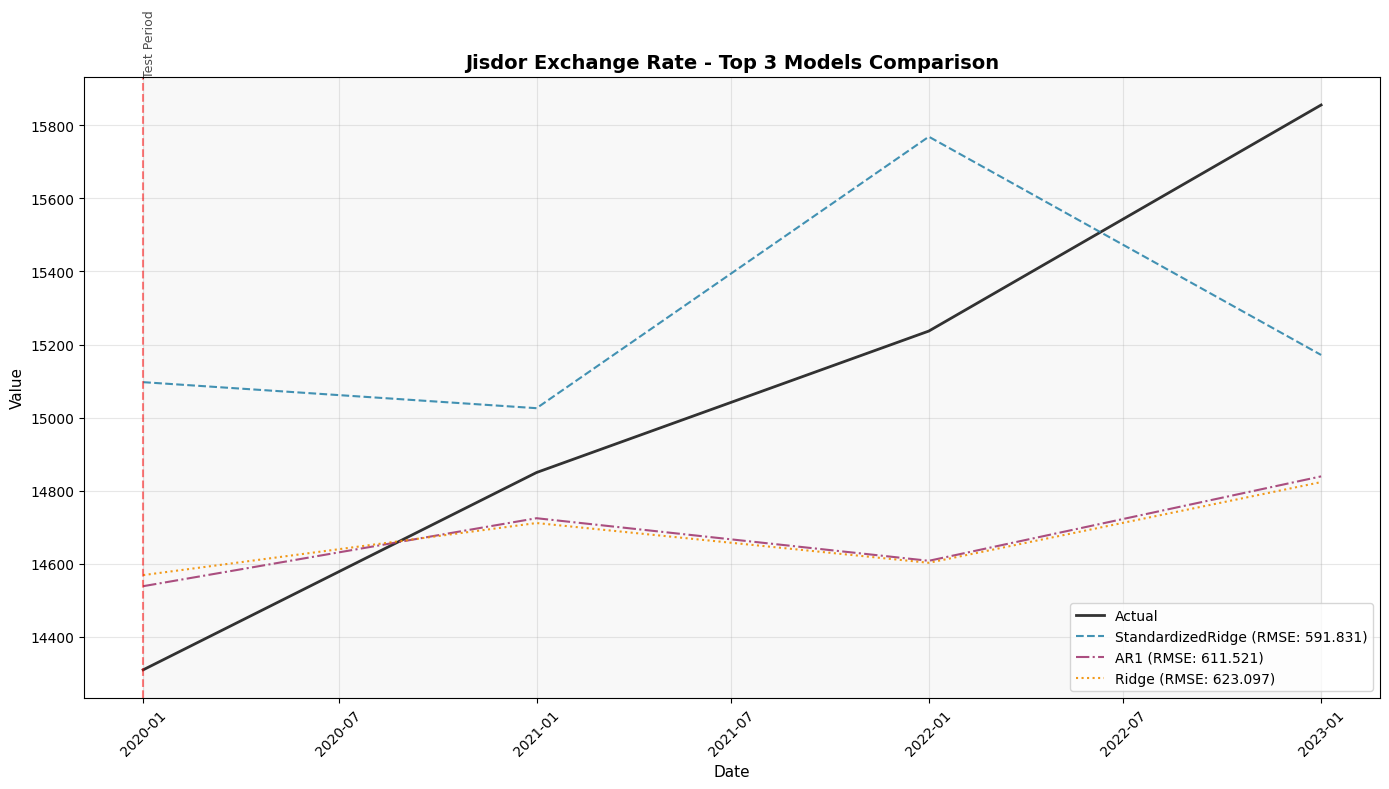 Test Period
Jisdor Exchange Rate - Top 3 Models Comparison
Value
15800
15600
15400
15200
15000
14800
14600
14400
Actual
StandardizedRidge (RMSE: 591.831)
AR1 (RMSE: 611.521)
Ridge (RMSE: 623.097)
2020-01
2020-07
2021-01
2021-07
2022-01
2022-07
2023-01
Date